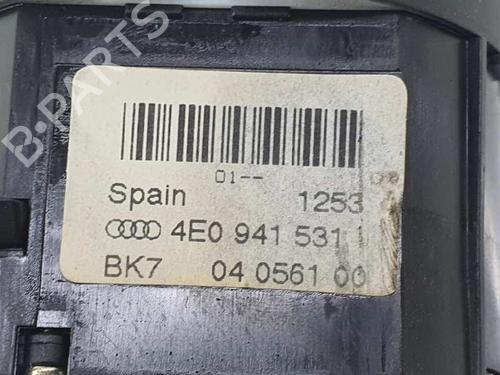 B-PARTS
01--
Spain 1253
4E0 941 531
BK7 04 0561 00